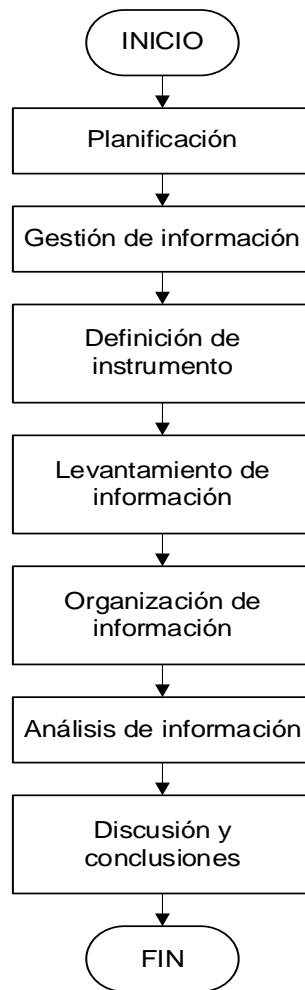 INICIO
Planificación
Gestión de información
Definición de
instrumento
Levantamiento de
información
Organización de
información
Análisis de información
Discusión y
conclusiones
FIN